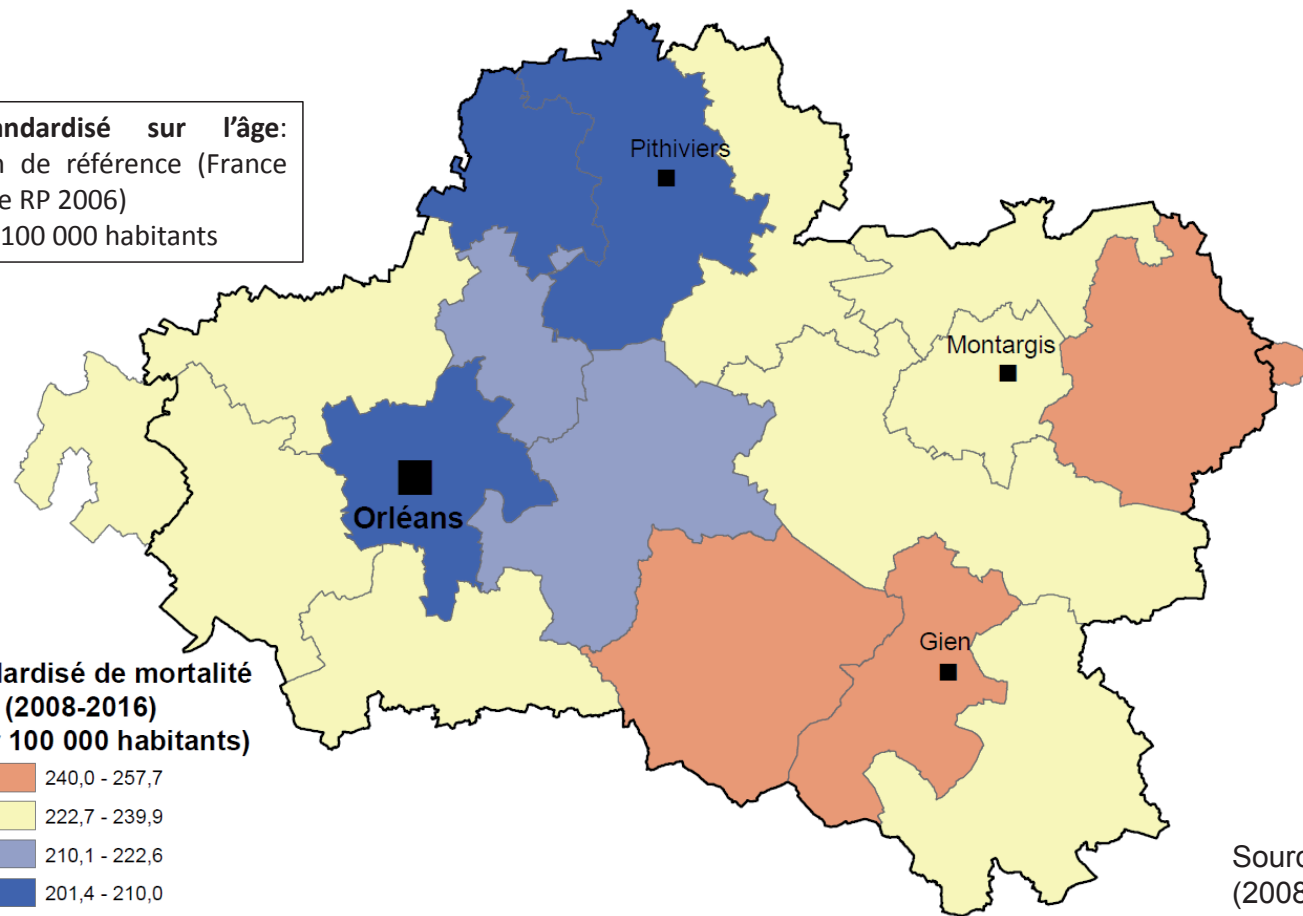 andardisé sur l'âge:
n de référence (France
e RP 2006)
100 000 habitants
Pithiviers
Montargis
Orléans
Gien
dardisé de mortalité
(2008-2016)
100 000 habitants)
240,0 - 257,7
222,7 - 239,9
210,1 - 222,6
201,4 - 210,0
Sourc
(2008